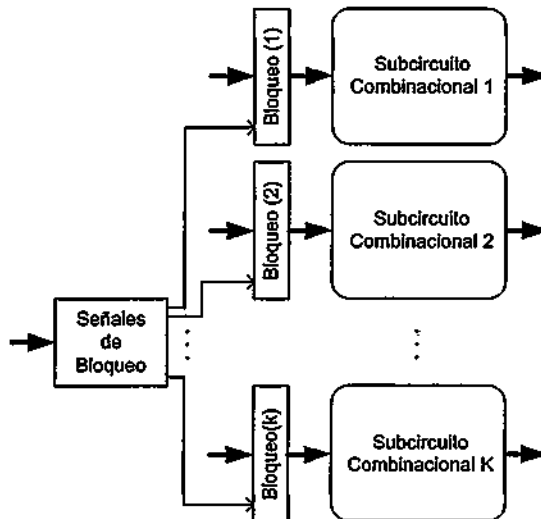 Bloqueo (1)
Subcircuito
Combinacional 1
Bloqueo (2)
Subcircuito
Combinacional 2
Señales
de
Bloqueo
Bloqueo(k)
Subcircuito
Combinacional K